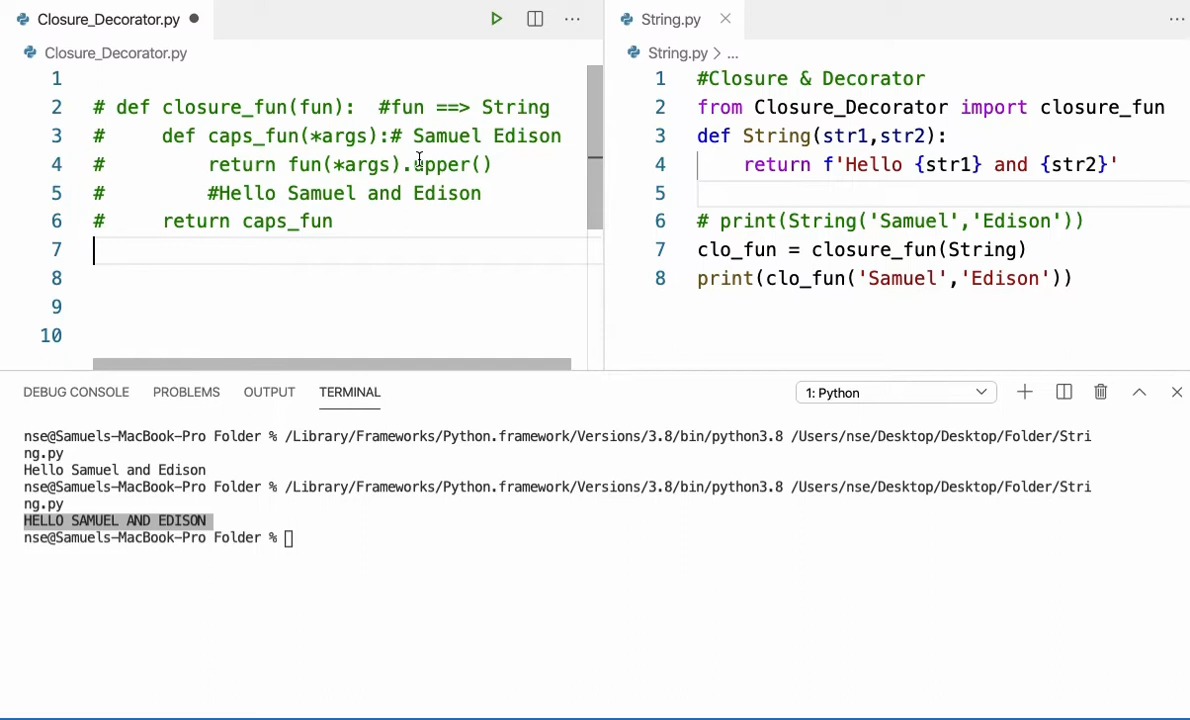 Closure_Decorator.py
Closure_Decorator.py
1
2 # def closure_fun(fun):  #fun ==> String
3 #     def caps_fun(*args):# Samuel Edison
4 #         return fun(*args).upper()
5 #         #Hello Samuel and Edison
6 #     return caps_fun
7
8
9
10
String.py
String.py > ...
1 #Closure & Decorator
2 from Closure_Decorator import closure_fun
3 def String(str1,str2):
4     return f'Hello {str1} and {str2}'
5
6 # print(String('Samuel','Edison'))
7 clo_fun = closure_fun(String)
8 print(clo_fun('Samuel','Edison'))
DEBUG CONSOLE PROBLEMS OUTPUT TERMINAL 1: Python
nse@Samuels-MacBook-Pro Folder % /Library/Frameworks/Python.framework/Versions/3.8/bin/python3.8 /Users/nse/Desktop/Desktop/Folder/Stri
ng.py
Hello Samuel and Edison
nse@Samuels-MacBook-Pro Folder % /Library/Frameworks/Python.framework/Versions/3.8/bin/python3.8 /Users/nse/Desktop/Desktop/Folder/Stri
ng.py
HELLO SAMUEL AND EDISON
nse@Samuels-MacBook-Pro Folder %